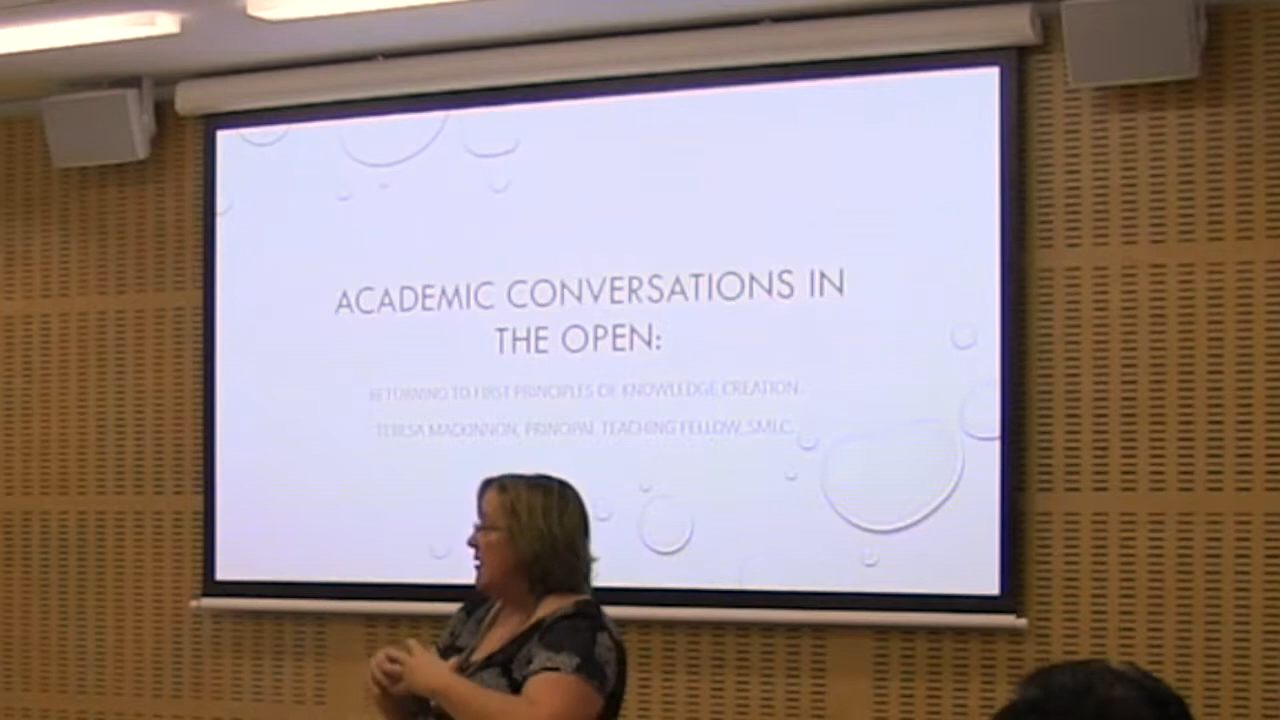 ACADEMIC CONVERSATIONS IN
THE OPEN:
RETURNING TO FIRST PRINCIPLES OF KNOWLEDGE CREATION.
TERESA MACKINNON, PRINCIPAL TEACHING FELLOW, SMLC.